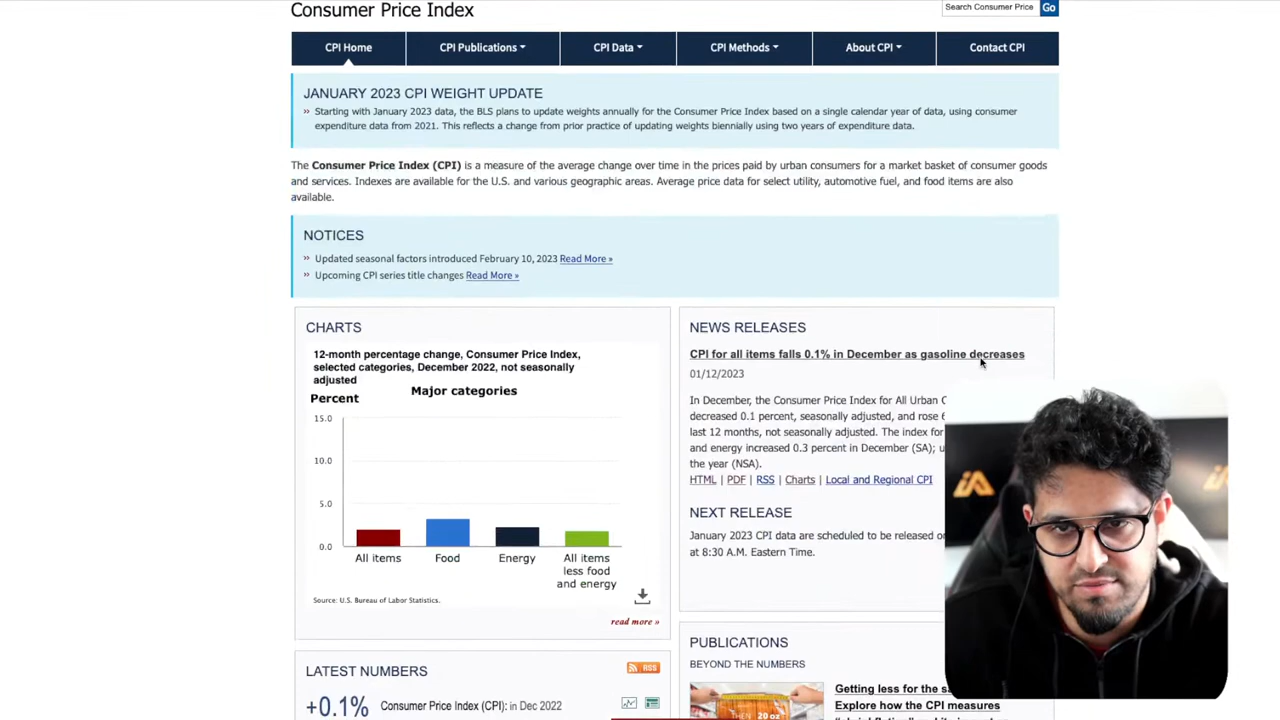 Consumer Price Index
Search Consumer Price
Go
CPI Home
CPI Publications
CPI Data
CPI Methods
About CPI
Contact CPI
JANUARY 2023 CPI WEIGHT UPDATE
Starting with January 2023 data, the BLS plans to update weights annually for the Consumer Price Index based on a single calendar year of data, using consumer
expenditure data from 2021. This reflects a change from prior practice of updating weights biennially using two years of expenditure data.
The Consumer Price Index (CPI) is a measure of the average change over time in the prices paid by urban consumers for a market basket of consumer goods
and services. Indexes are available for the U.S. and various geographic areas. Average price data for select utility, automotive fuel, and food items are also
available.
NOTICES
Updated seasonal factors introduced February 10, 2023 Read More »
Upcoming CPI series title changes Read More »
CHARTS
12-month percentage change, Consumer Price Index,
selected categories, December 2022, not seasonally
adjusted
Major categories
Percent
15.0
10.0
5.0
0.0
All items
Food
Energy
All items
less food
and energy
Source: U.S. Bureau of Labor Statistics.
read more »
LATEST NUMBERS
RSS
+0.1%
Consumer Price Index (CPI): in Dec 2022
NEWS RELEASES
CPI for all items falls 0.1% in December as gasoline decreases
01/12/2023
In December, the Consumer Price Index for All Urban C
decreased 0.1 percent, seasonally adjusted, and rose 6
last 12 months, not seasonally adjusted. The index for
and energy increased 0.3 percent in December (SA); u
the year (NSA).
HTML | PDF | RSS | Charts | Local and Regional CPI
NEXT RELEASE
January 2023 CPI data are scheduled to be released o
at 8:30 A.M. Eastern Time.
PUBLICATIONS
BEYOND THE NUMBERS
THEN 20 oz
Getting less for the sa
Explore how the CPI measures